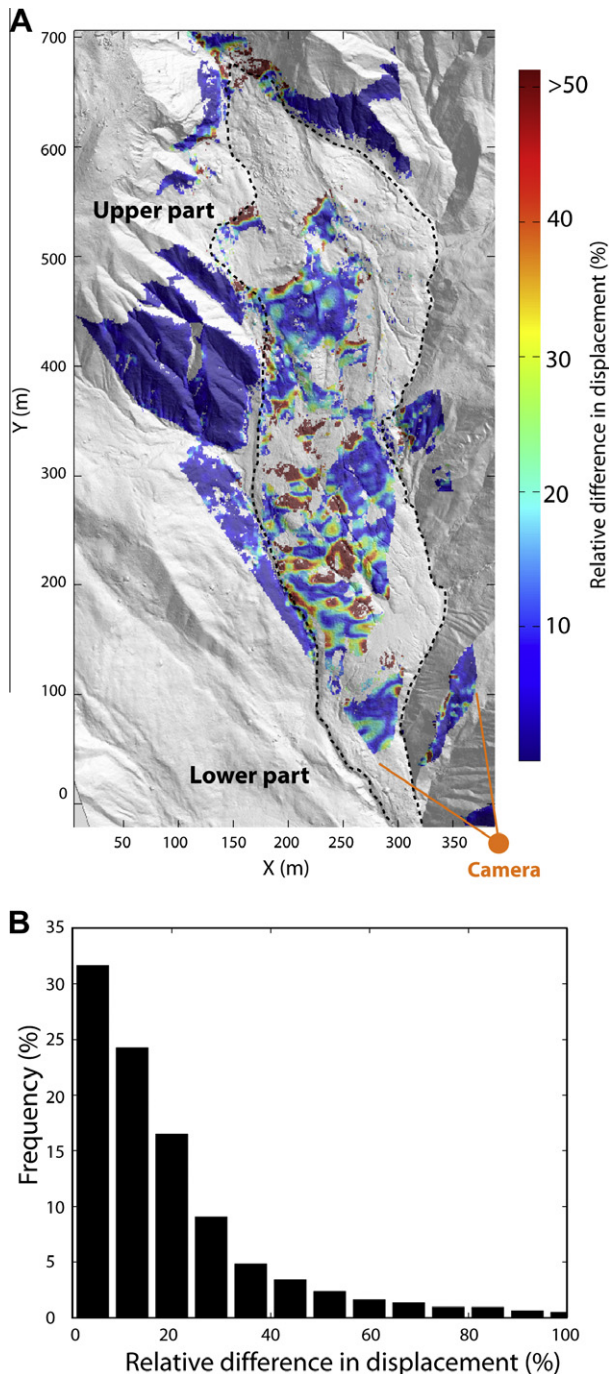 A
700
600
500
400
300
200
100
0
Y (m)
Upper part
Lower part
50 100 150 200 250 300 350
X (m)
Camera
>50
40
30
20
10
Relative difference in displacement (%)
B
35
30
25
20
15
10
5
0
Frequency (%)
0 20 40 60 80 100
Relative difference in displacement (%)